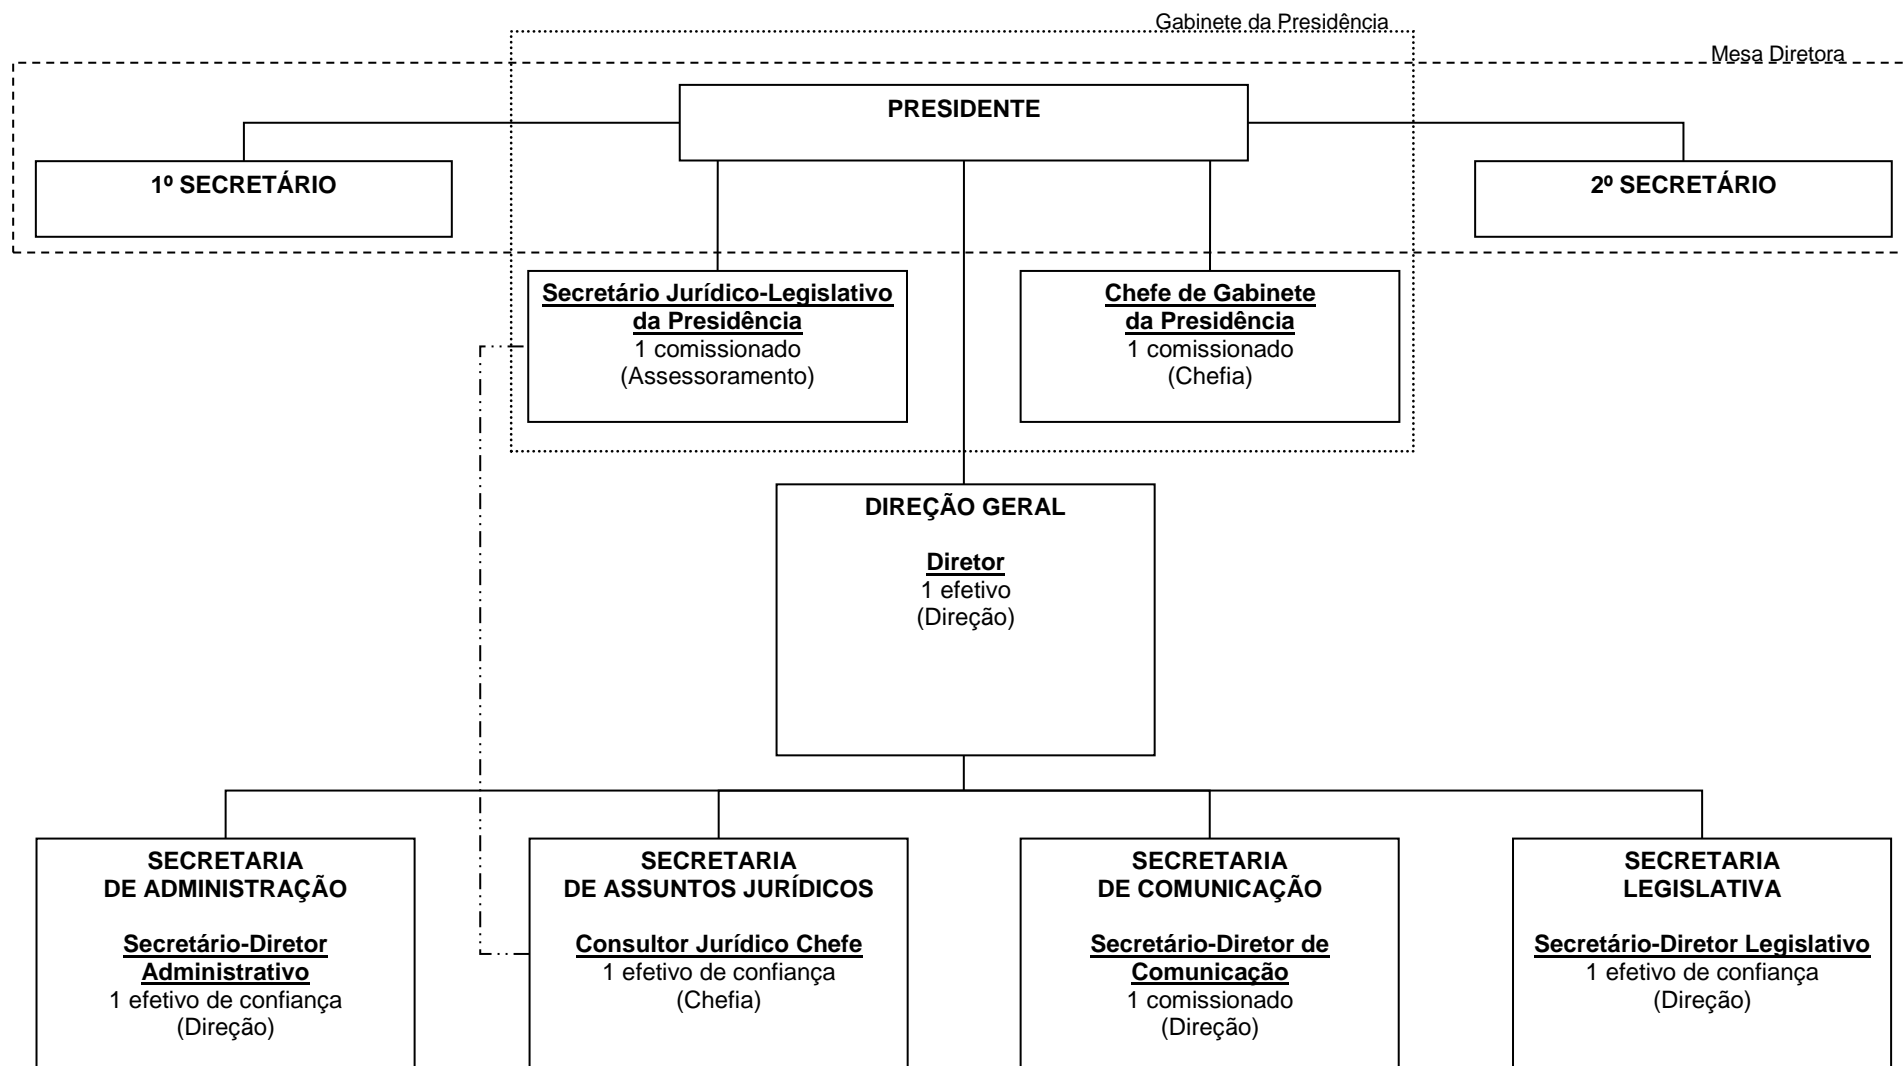 Gabinete da Presidência
Mesa Diretora
PRESIDENTE
1º SECRETÁRIO
2º SECRETÁRIO
Secretário Jurídico-Legislativo
da Presidência
1 comissionado
(Assessoramento)
Chefe de Gabinete
da Presidência
1 comissionado
(Chefia)
DIREÇÃO GERAL
Diretor
1 efetivo
(Direção)
SECRETARIA
DE ADMINISTRAÇÃO
Secretário-Diretor
Administrativo
1 efetivo de confiança
(Direção)
SECRETARIA
DE ASSUNTOS JURÍDICOS
Consultor Jurídico Chefe
1 efetivo de confiança
(Chefia)
SECRETARIA
DE COMUNICAÇÃO
Secretário-Diretor de
Comunicação
1 comissionado
(Direção)
SECRETARIA
LEGISLATIVA
Secretário-Diretor Legislativo
1 efetivo de confiança
(Direção)